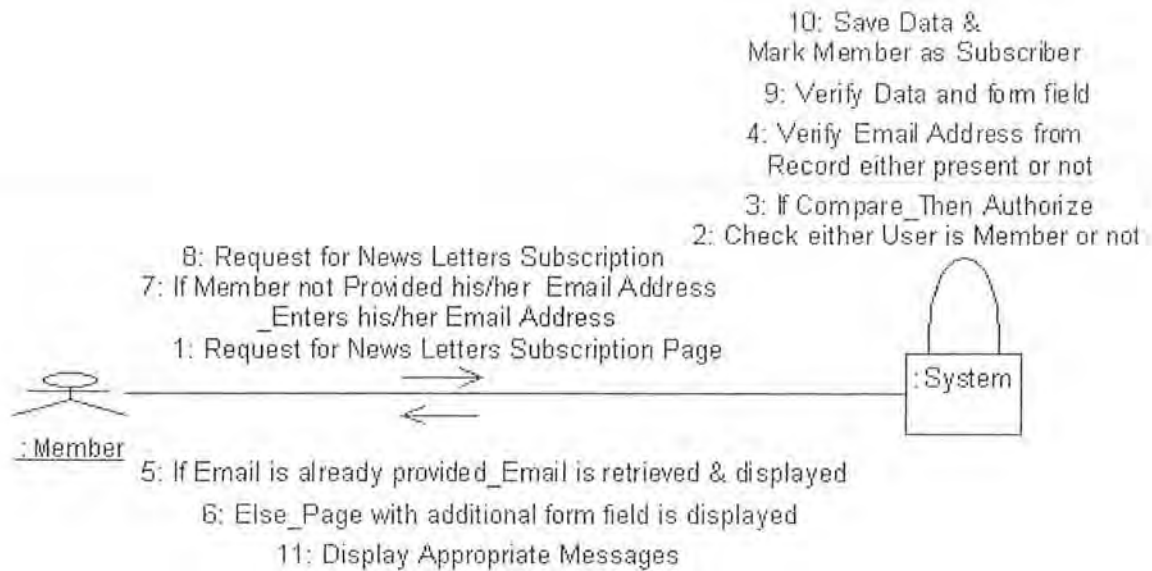 10: Save Data &
Mark Member as Subscriber
9: Verify Data and form field
4: Verify Email Address from
Record either present or not
3: If Compare_Then Authorize
2: Check either User is Member or not
8: Request for News Letters Subscription
7: If Member not Provided his/her Email Address
_Enters his/her Email Address
1: Request for News Letters Subscription Page
: System
: Member
5: If Email is already provided_Email is retrieved & displayed
6: Else_Page with additional form field is displayed
11: Display Appropriate Messages